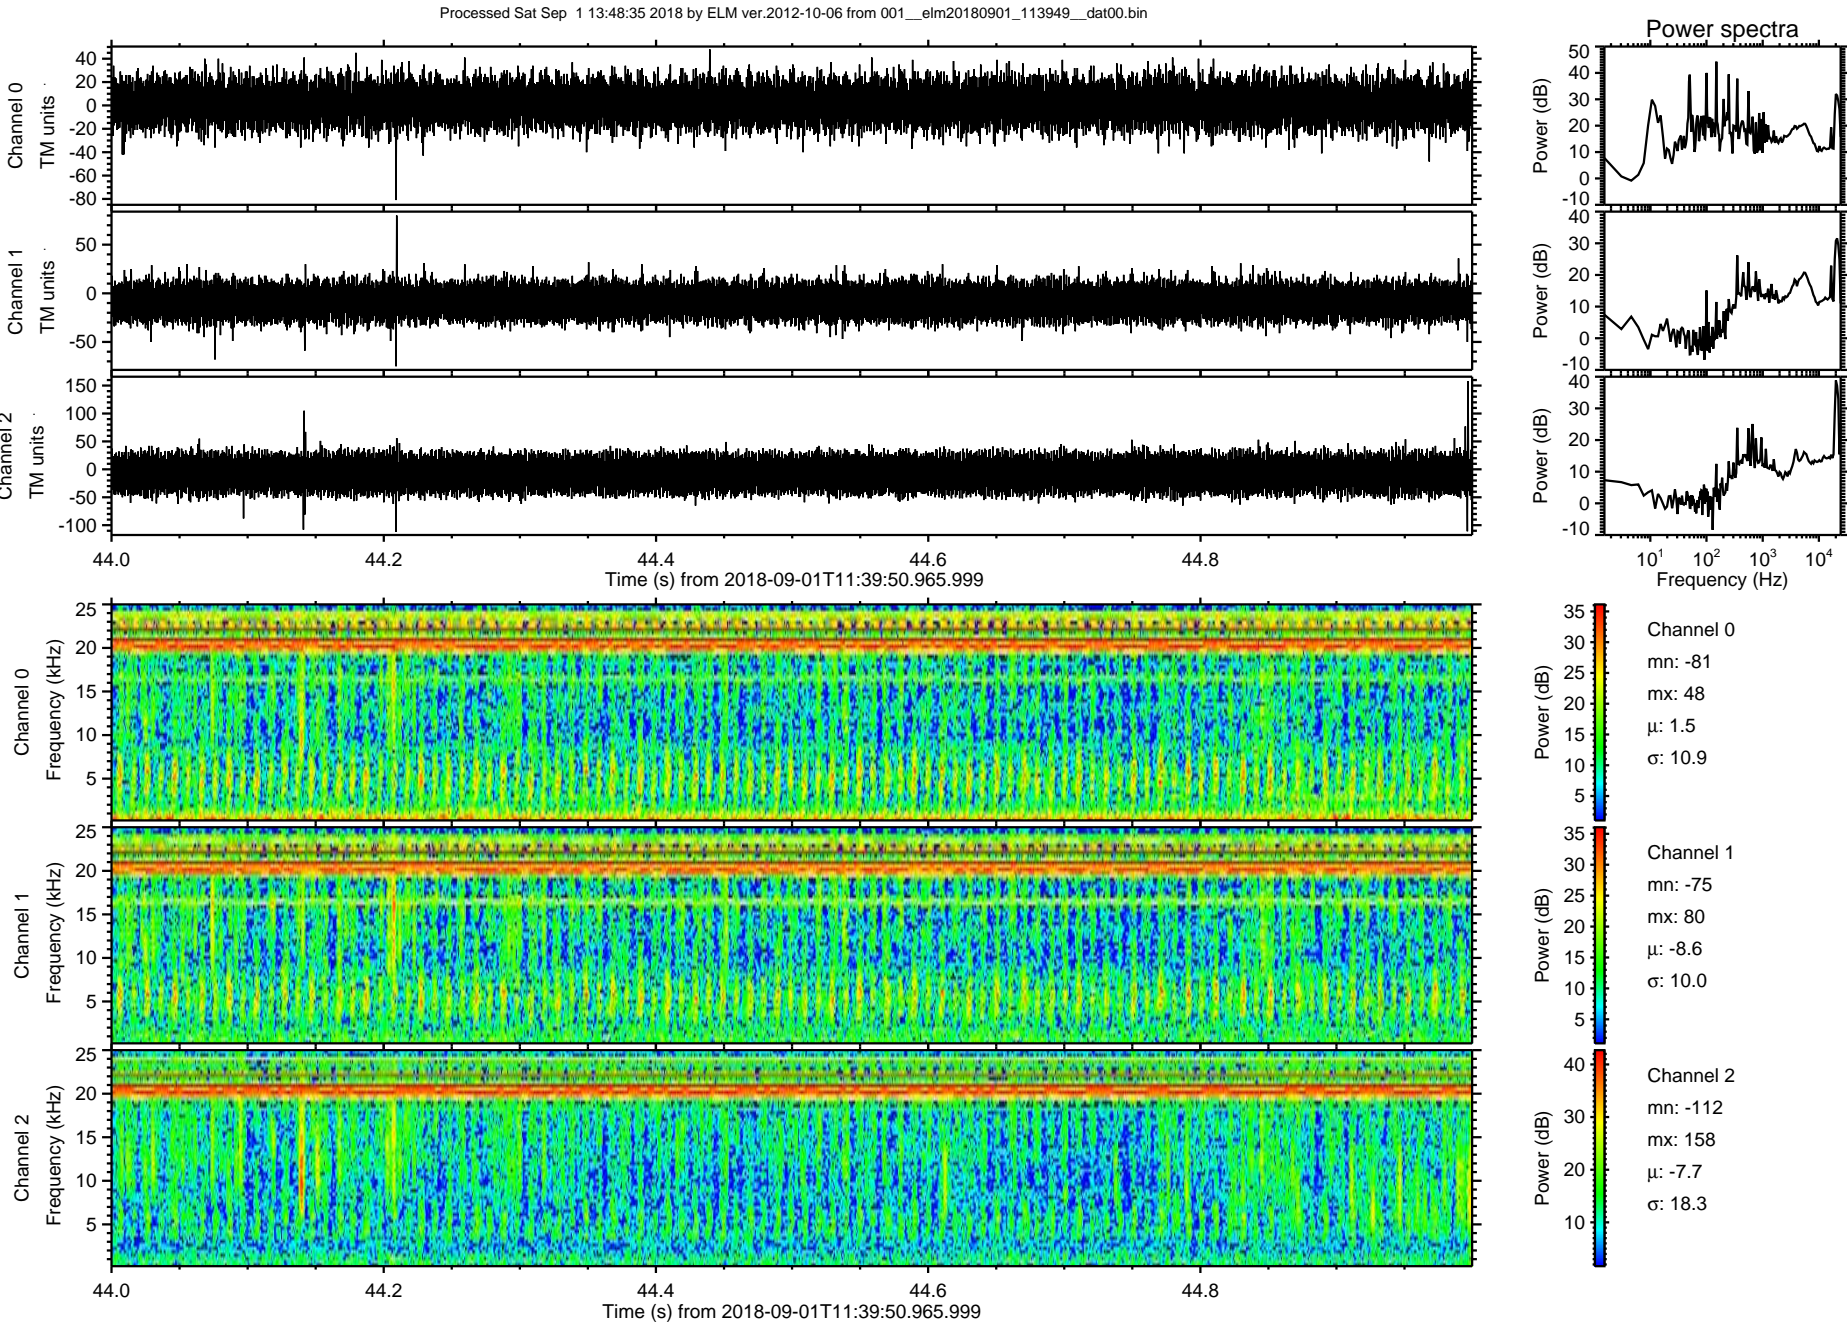 Processed Sat Sep 1 13:48:35 2018 by ELM ver.2012-10-06 from 001__elm20180901_113949__dat00.bin
Power spectra
Channel 0
TM units
40
20
0
-20
-40
-60
-80
Power (dB)
50
40
30
20
10
0
-10
Channel 1
TM units
50
0
-50
Power (dB)
40
30
20
10
0
-10
Channel 2
TM units
150
100
50
0
-50
-100
Power (dB)
40
30
20
10
0
-10
44.0 44.2 44.4 44.6 44.8
Time (s) from 2018-09-01T11:39:50.965.999
10¹ 10² 10³ 10⁴
Frequency (Hz)
Channel 0
Frequency (kHz)
25
20
15
10
5
Power (dB)
35
30
25
20
15
10
5
Channel 0
mn: -81
mx: 48
μ: 1.5
σ: 10.9
Channel 1
Frequency (kHz)
25
20
15
10
5
Power (dB)
35
30
25
20
15
10
5
Channel 1
mn: -75
mx: 80
μ: -8.6
σ: 10.0
Channel 2
Frequency (kHz)
25
20
15
10
5
Power (dB)
40
30
20
10
Channel 2
mn: -112
mx: 158
μ: -7.7
σ: 18.3
44.0 44.2 44.4 44.6 44.8
Time (s) from 2018-09-01T11:39:50.965.999